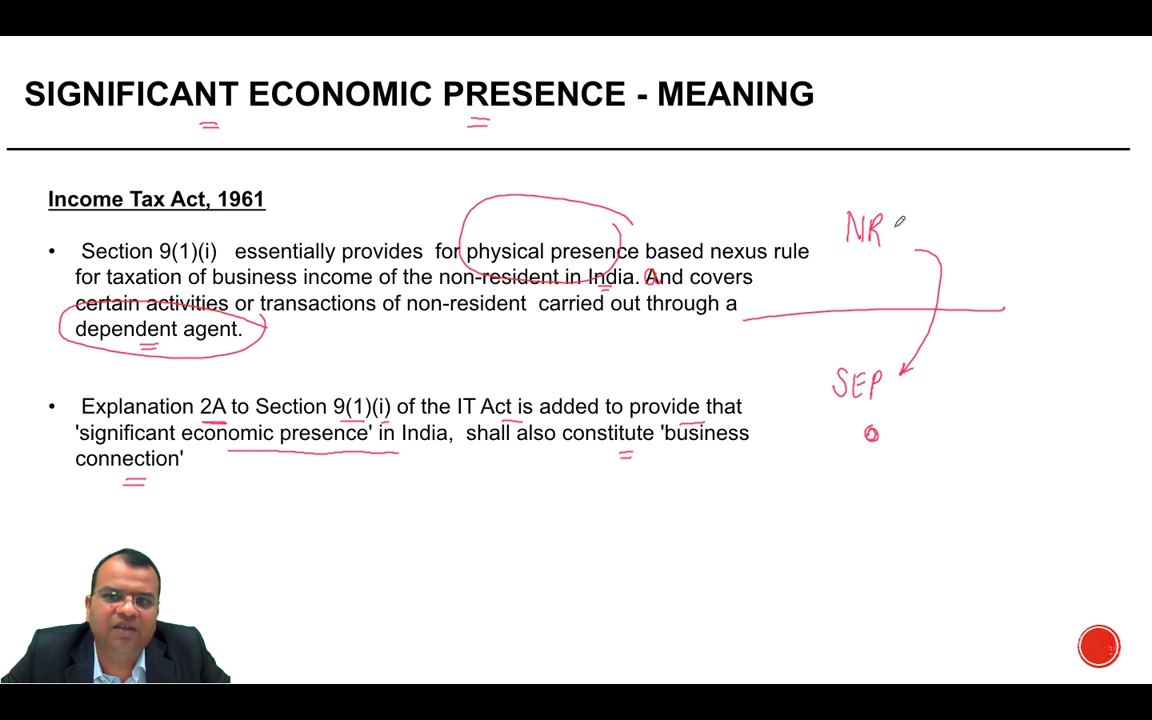 SIGNIFICANT ECONOMIC PRESENCE - MEANING
Income Tax Act, 1961
• Section 9(1)(i) essentially provides for physical presence based nexus rule
for taxation of business income of the non-resident in India. And covers
certain activities or transactions of non-resident carried out through a
dependent agent.
NR
SEP
• Explanation 2A to Section 9(1)(i) of the IT Act is added to provide that
'significant economic presence' in India, shall also constitute 'business
connection'